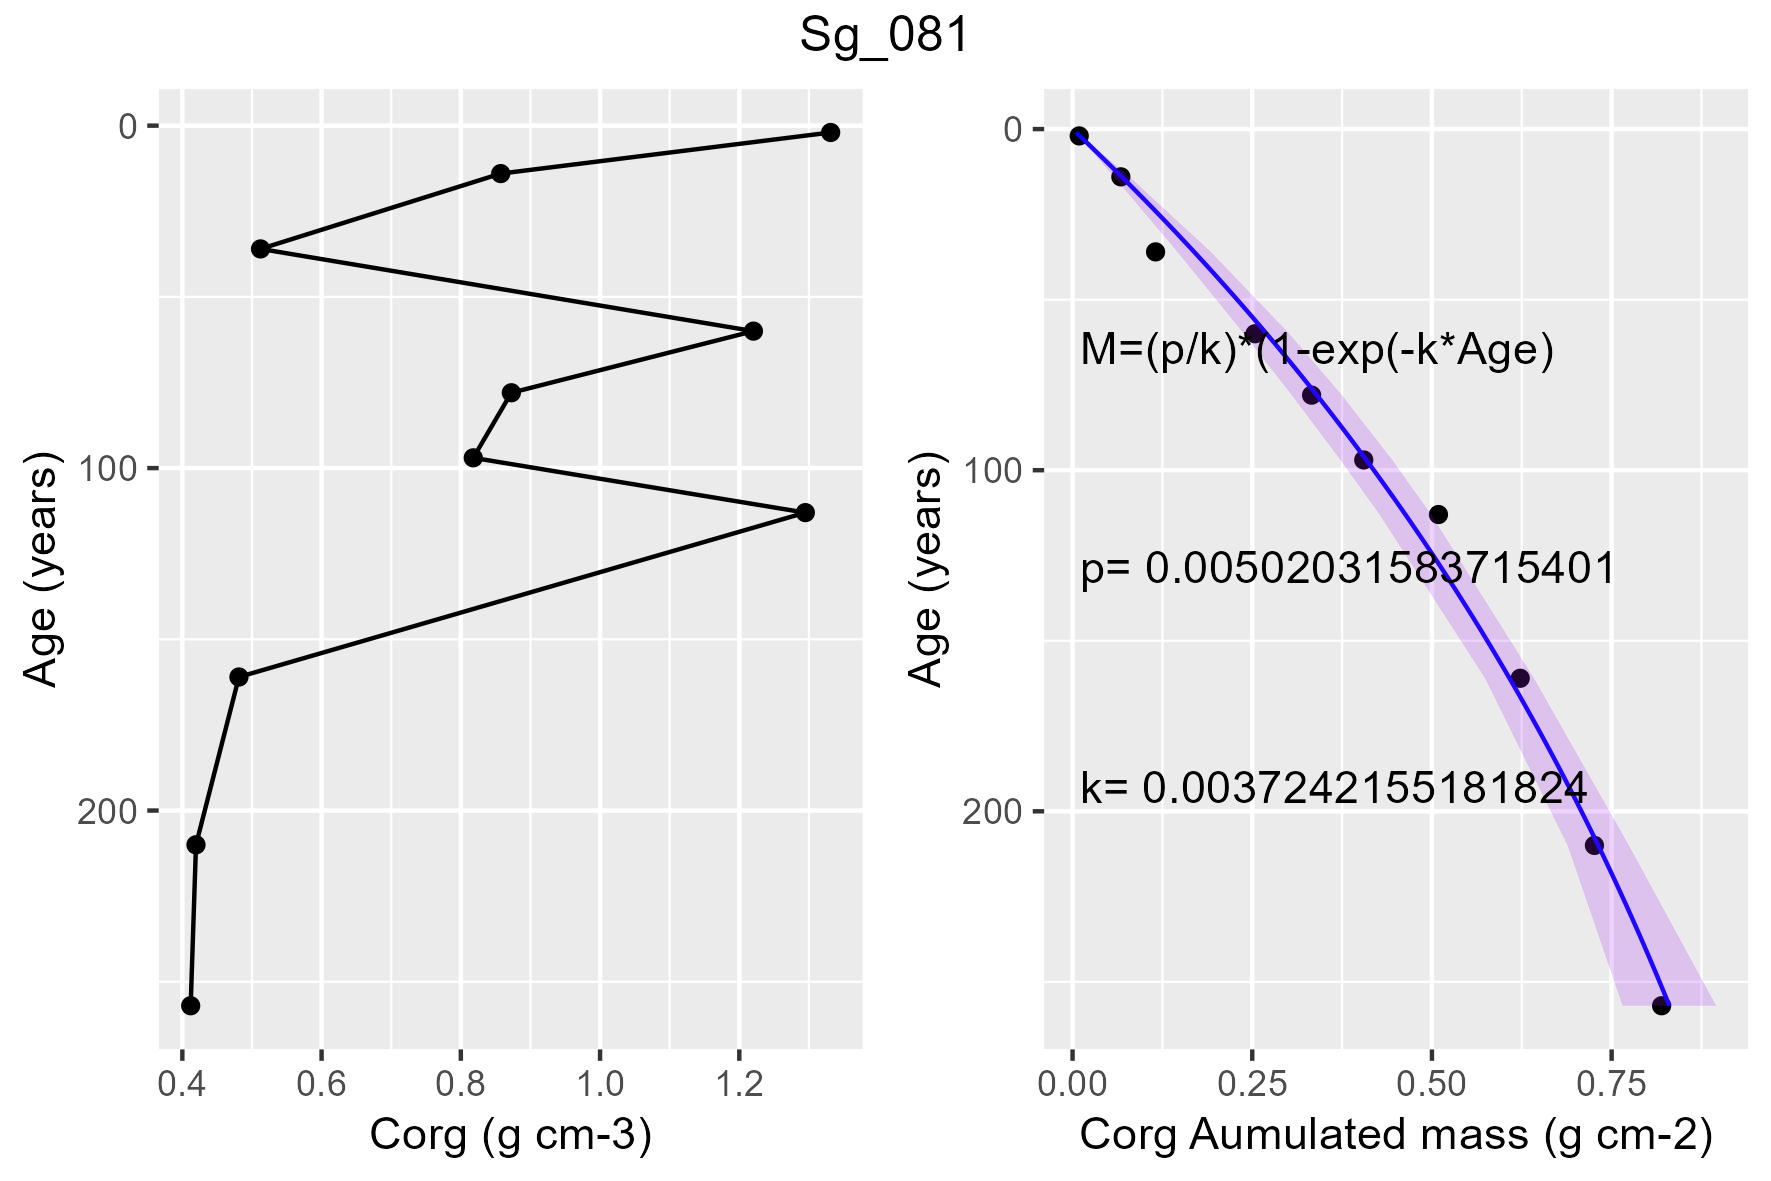 Sg_081
0
100
200
Age (years)
0.4 0.6 0.8 1.0 1.2
Corg (g cm-3)
0
100
200
Age (years)
M=(p/k)*(1-exp(-k*Age)
p= 0.00502031583715401
k= 0.0037242155181824
0.00 0.25 0.50 0.75
Corg Aumulated mass (g cm-2)